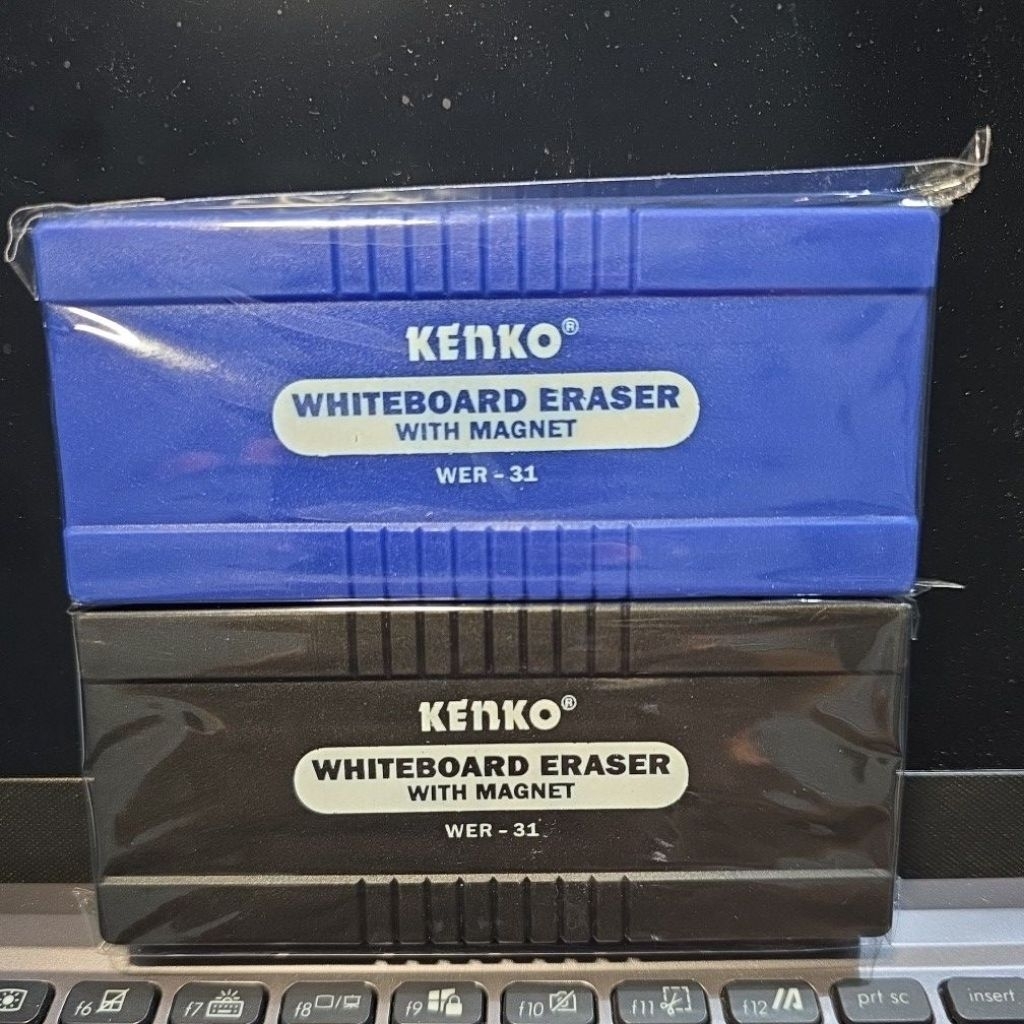 KENKO®
WHITEBOARD ERASER
WITH MAGNET
WER - 31
KENKO®
WHITEBOARD ERASER
WITH MAGNET
WER - 31
f6 f7 f8 f9 f10 f11 f12 prt sc insert